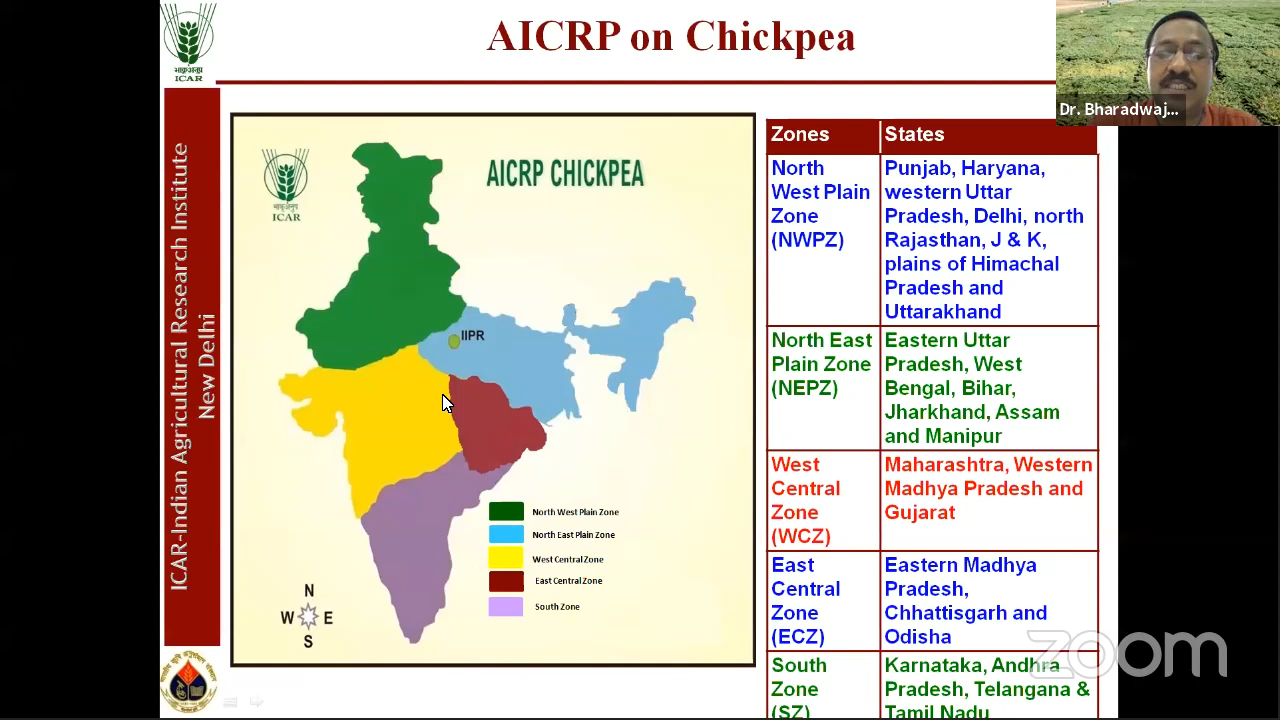 AICRP on Chickpea
भाकृअनुप
ICAR
Dr. Bharadwaj...
ICAR-Indian Agricultural Research Institute
New Delhi
AICRP CHICKPEA
भाकृअनुप
ICAR
IIPR
North West Plain Zone
North East Plain Zone
West Central Zone
East Central Zone
South Zone
N
W E
S
Zones States
North
West Plain
Zone
(NWPZ)
Punjab, Haryana,
western Uttar
Pradesh, Delhi, north
Rajasthan, J & K,
plains of Himachal
Pradesh and
Uttarakhand
North East
Plain Zone
(NEPZ)
Eastern Uttar
Pradesh, West
Bengal, Bihar,
Jharkhand, Assam
and Manipur
West
Central
Zone
(WCZ)
Maharashtra, Western
Madhya Pradesh and
Gujarat
East
Central
Zone
(ECZ)
Eastern Madhya
Pradesh,
Chhattisgarh and
Odisha
South
Zone
(SZ)
Karnataka, Andhra
Pradesh, Telangana &
Tamil Nadu
zoom